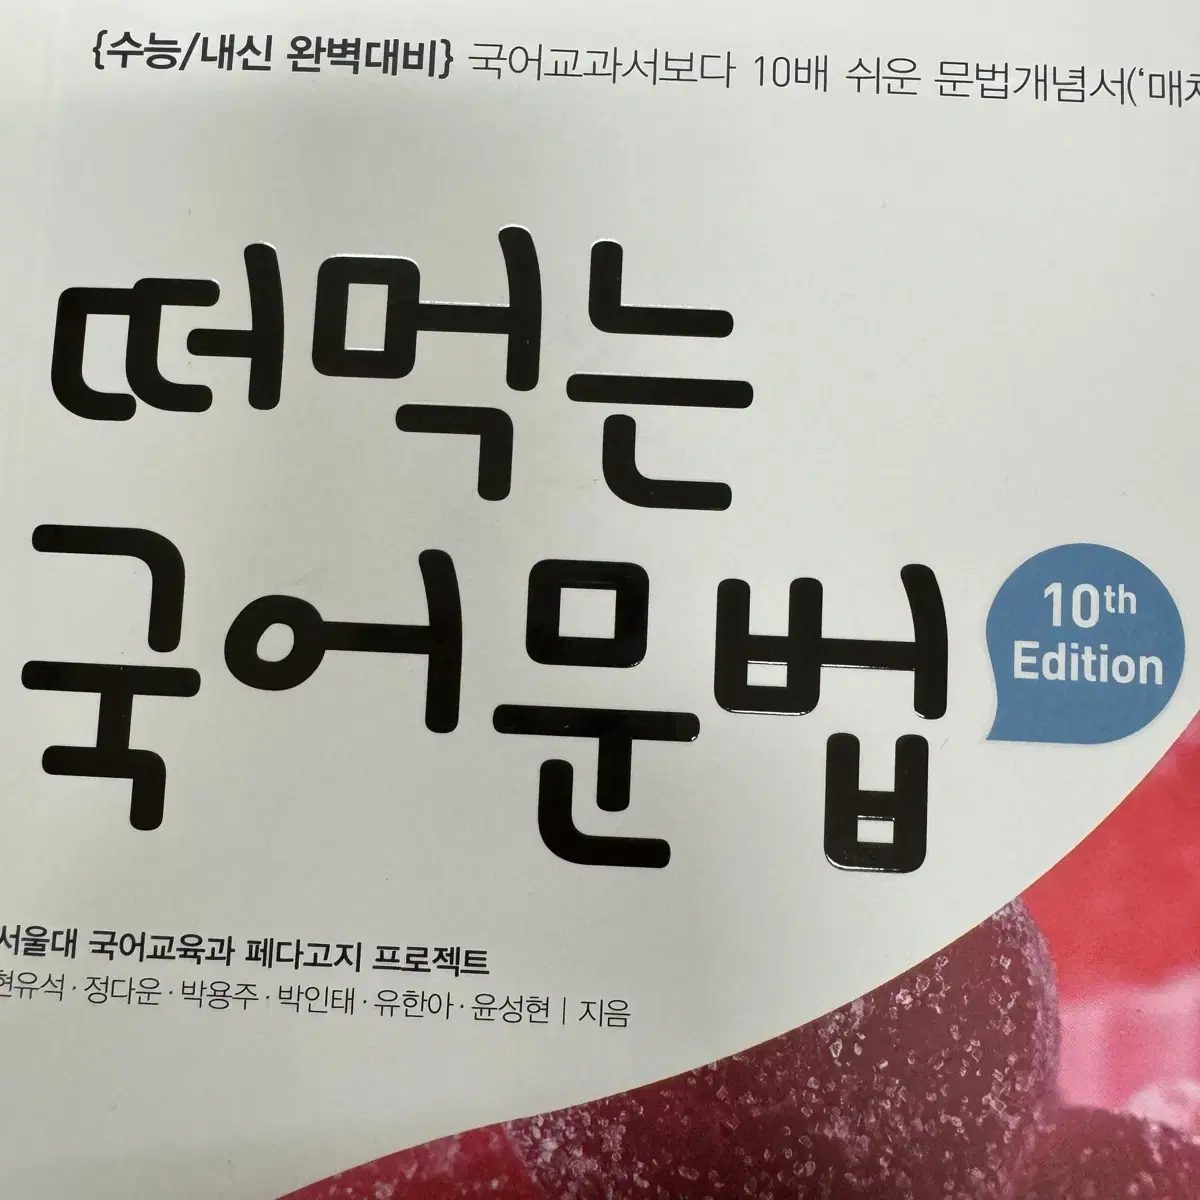 {수능/내신 완벽대비} 국어교과서보다 10배 쉬운 문법개념서('매체
떠먹는
국어문법
10th
Edition
서울대 국어교육과 페다고지 프로젝트
현유석·정다운·박용주·박인태·유한아·윤성현 | 지음